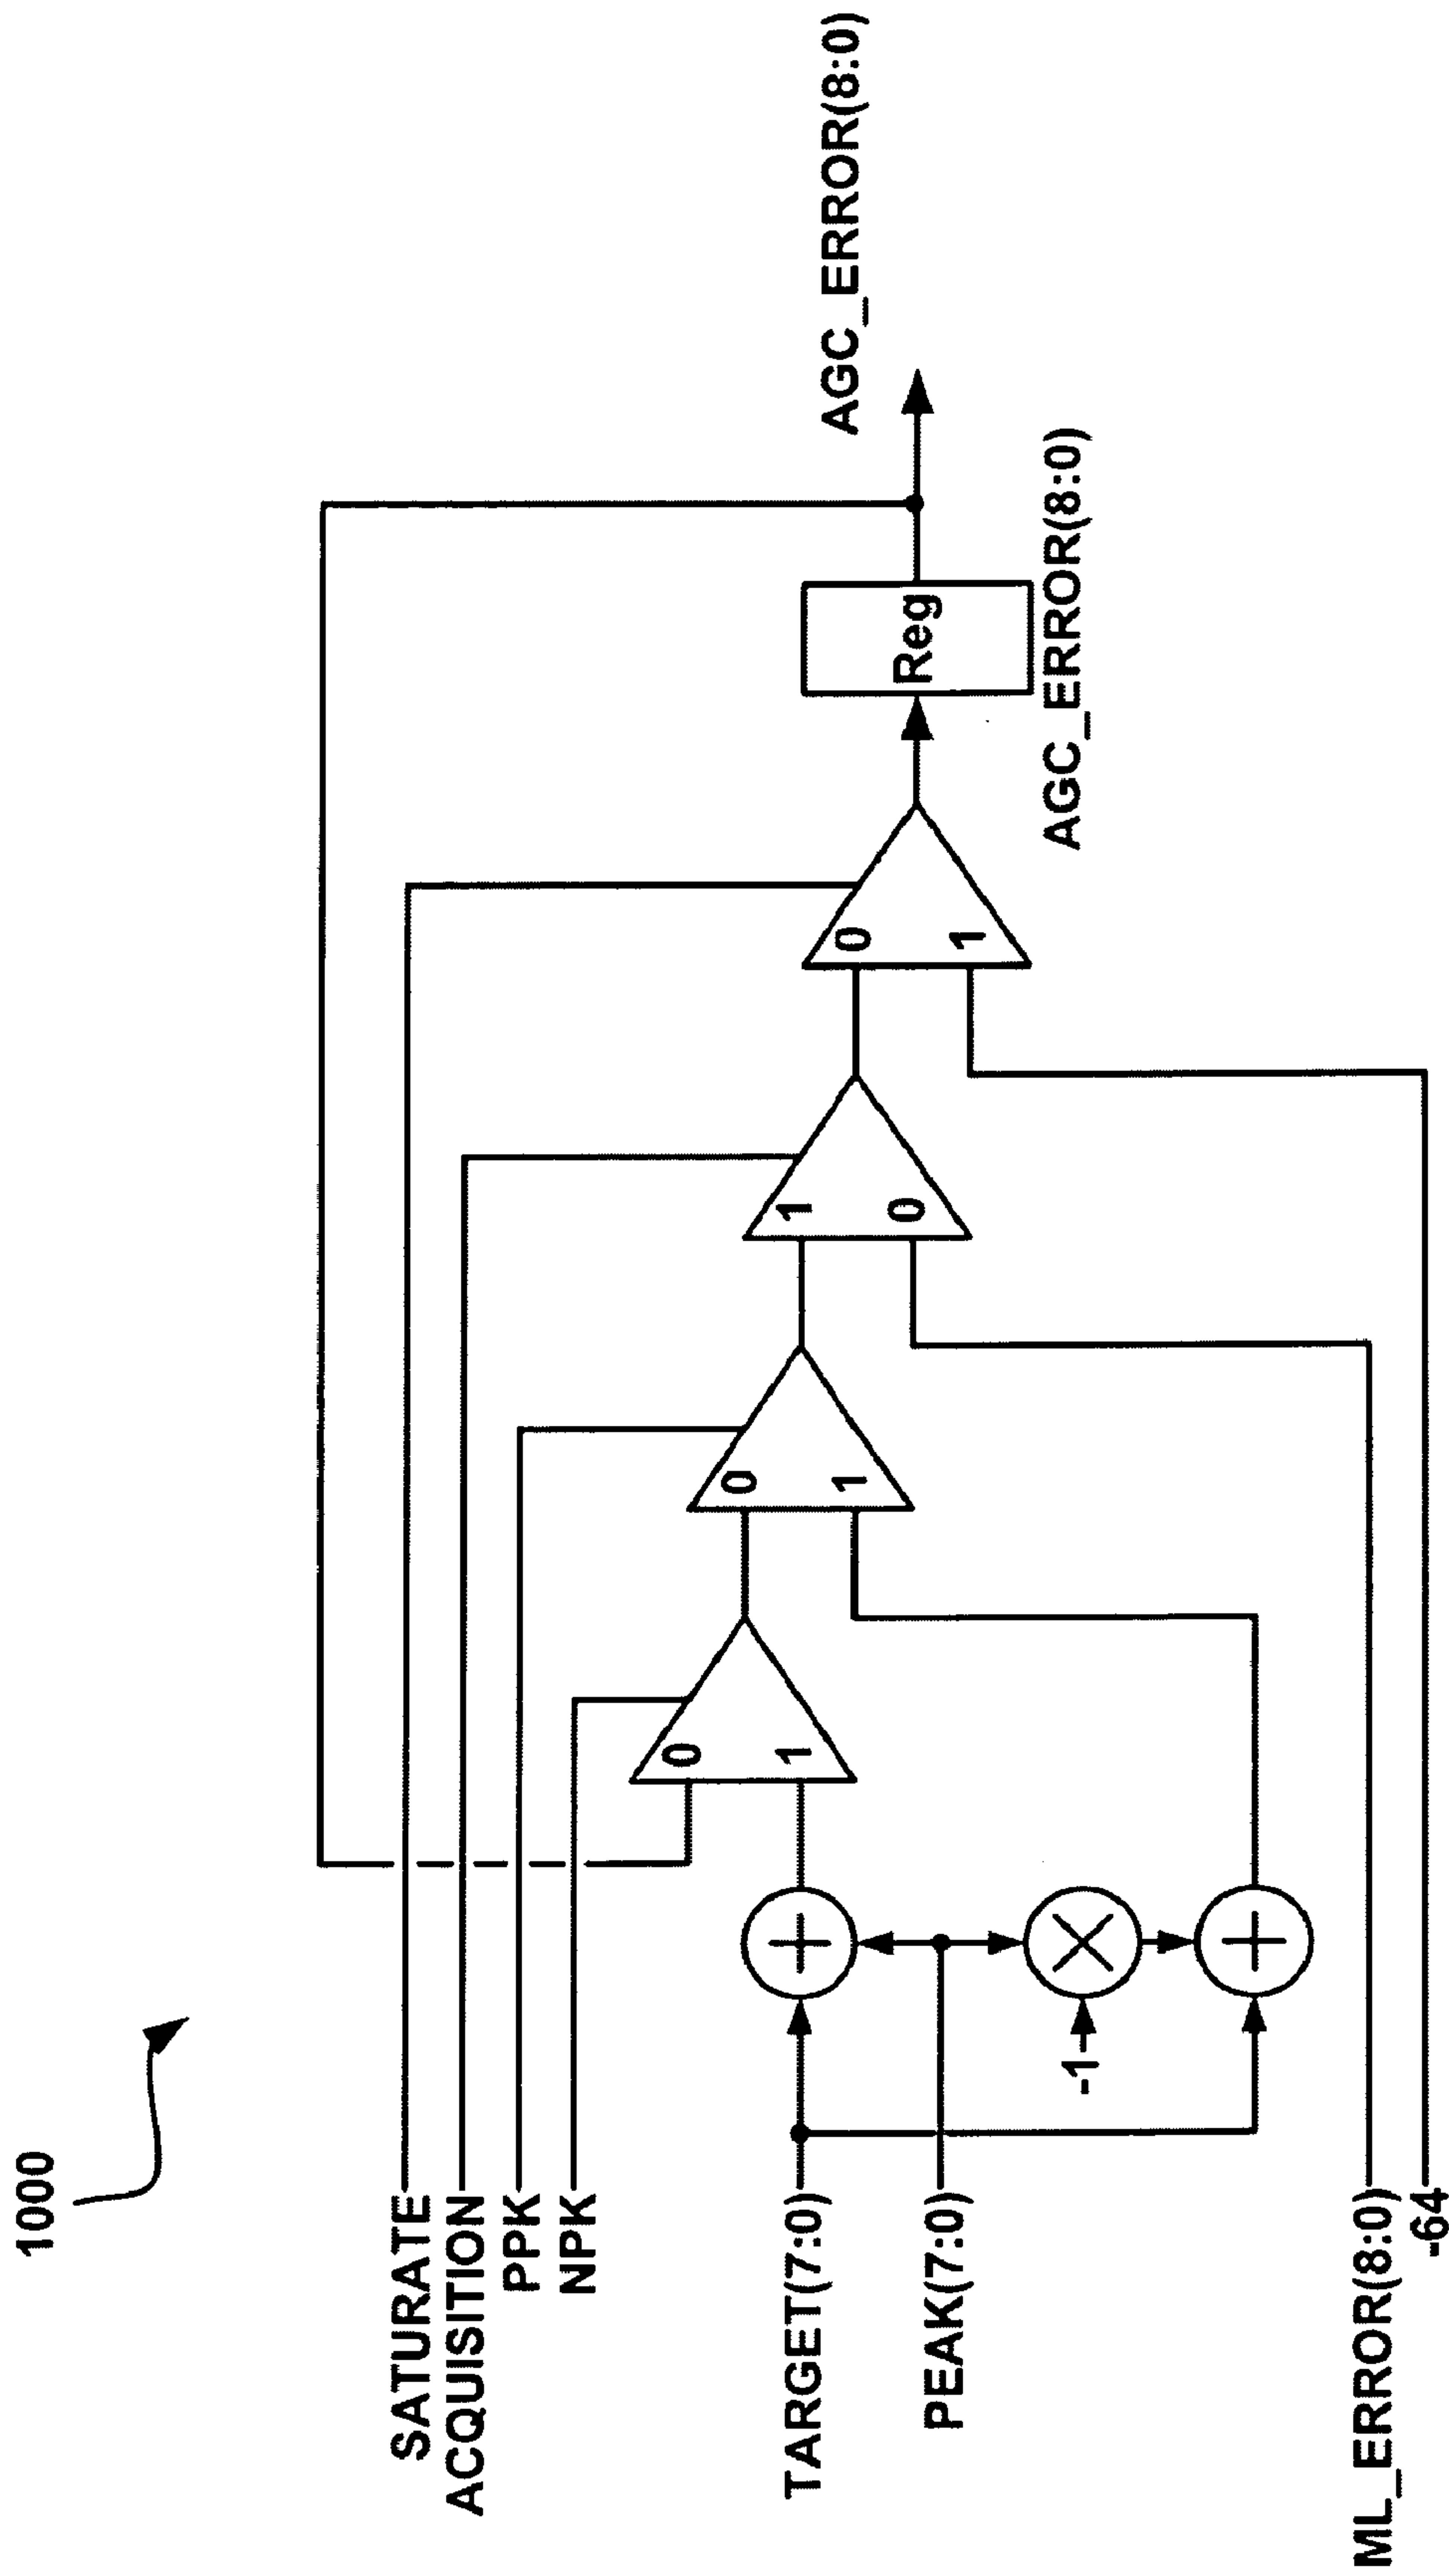 1000
SATURATE
ACQUISITION
PPK
NPK
TARGET(7:0)
PEAK(7:0)
-1
ML_ERROR(8:0)
-64
0
1
0
1
1
0
0
1
Reg
AGC_ERROR(8:0)
AGC_ERROR(8:0)